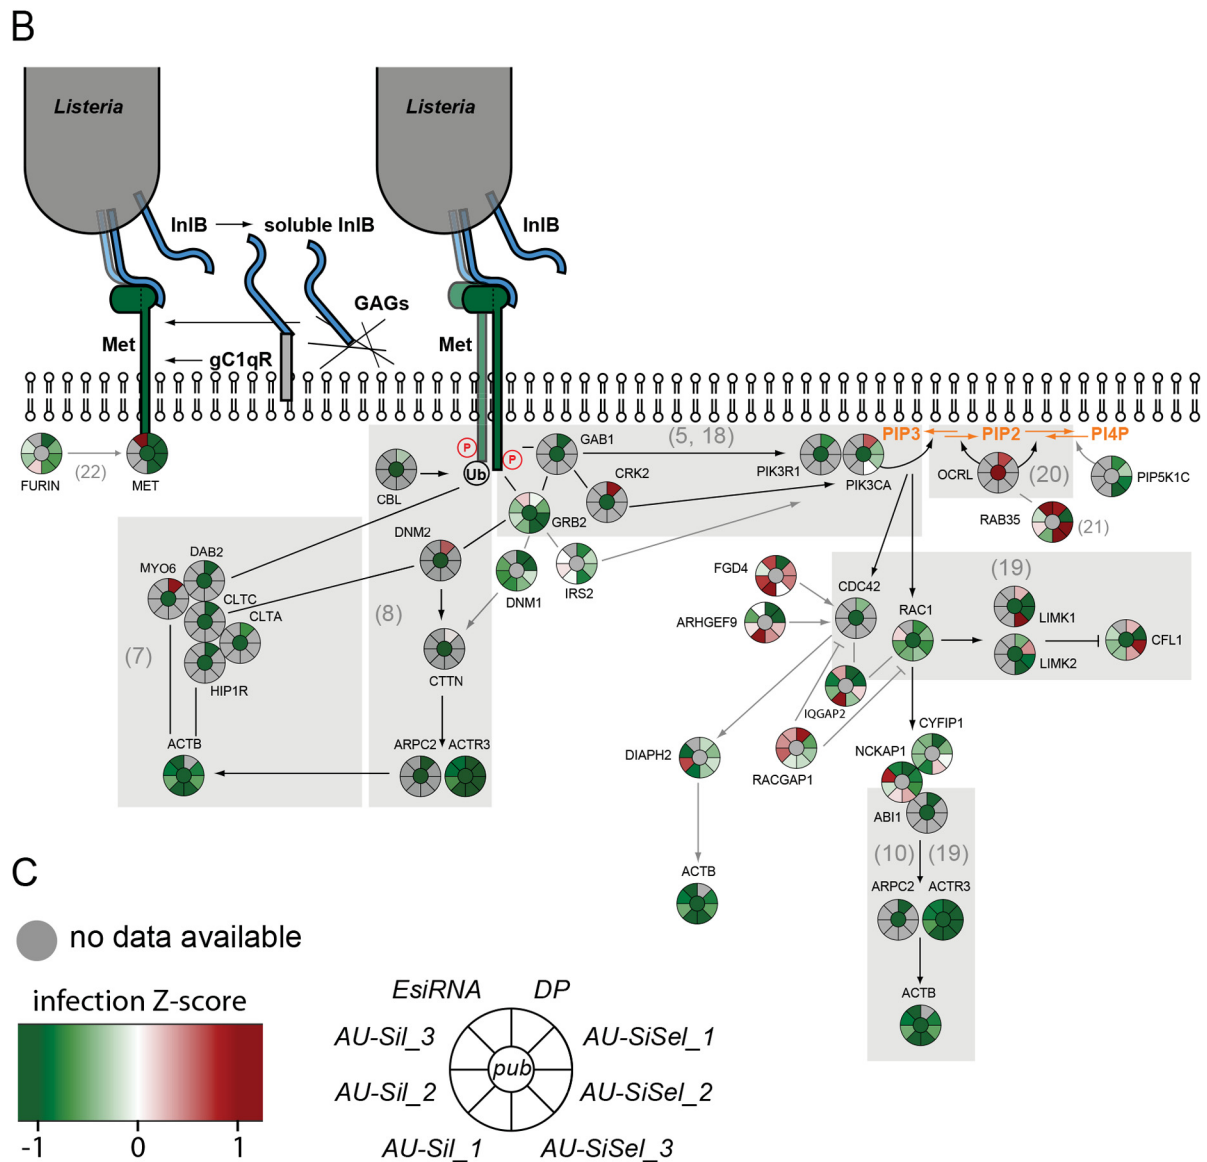 B
Listeria
Listeria
InlB
soluble InlB
InlB
GAGs
Met
gC1qR
Met
P
P
Ub
FURIN
(22)
MET
CBL
GAB1
(5, 18)
CRK2
PIK3R1
PIK3CA
PIP3
PIP2
PI4P
OCRL
(20)
PIP5K1C
RAB35
(21)
GRB2
DNM2
DNM1
IRS2
MYO6
DAB2
CLTC
CLTA
HIP1R
(7)
(8)
CTTN
ACTB
ARPC2
ACTR3
FGD4
ARHGEF9
CDC42
RAC1
(19)
LIMK1
LIMK2
CFL1
IQGAP2
DIAPH2
RACGAP1
CYFIP1
NCKAP1
ABI1
(10)
(19)
ACTB
ARPC2
ACTR3
ACTB
C
no data available
infection Z-score
-1
0
1
EsiRNA
DP
AU-Sil_3
AU-SiSel_1
pub
AU-Sil_2
AU-SiSel_2
AU-Sil_1
AU-SiSel_3